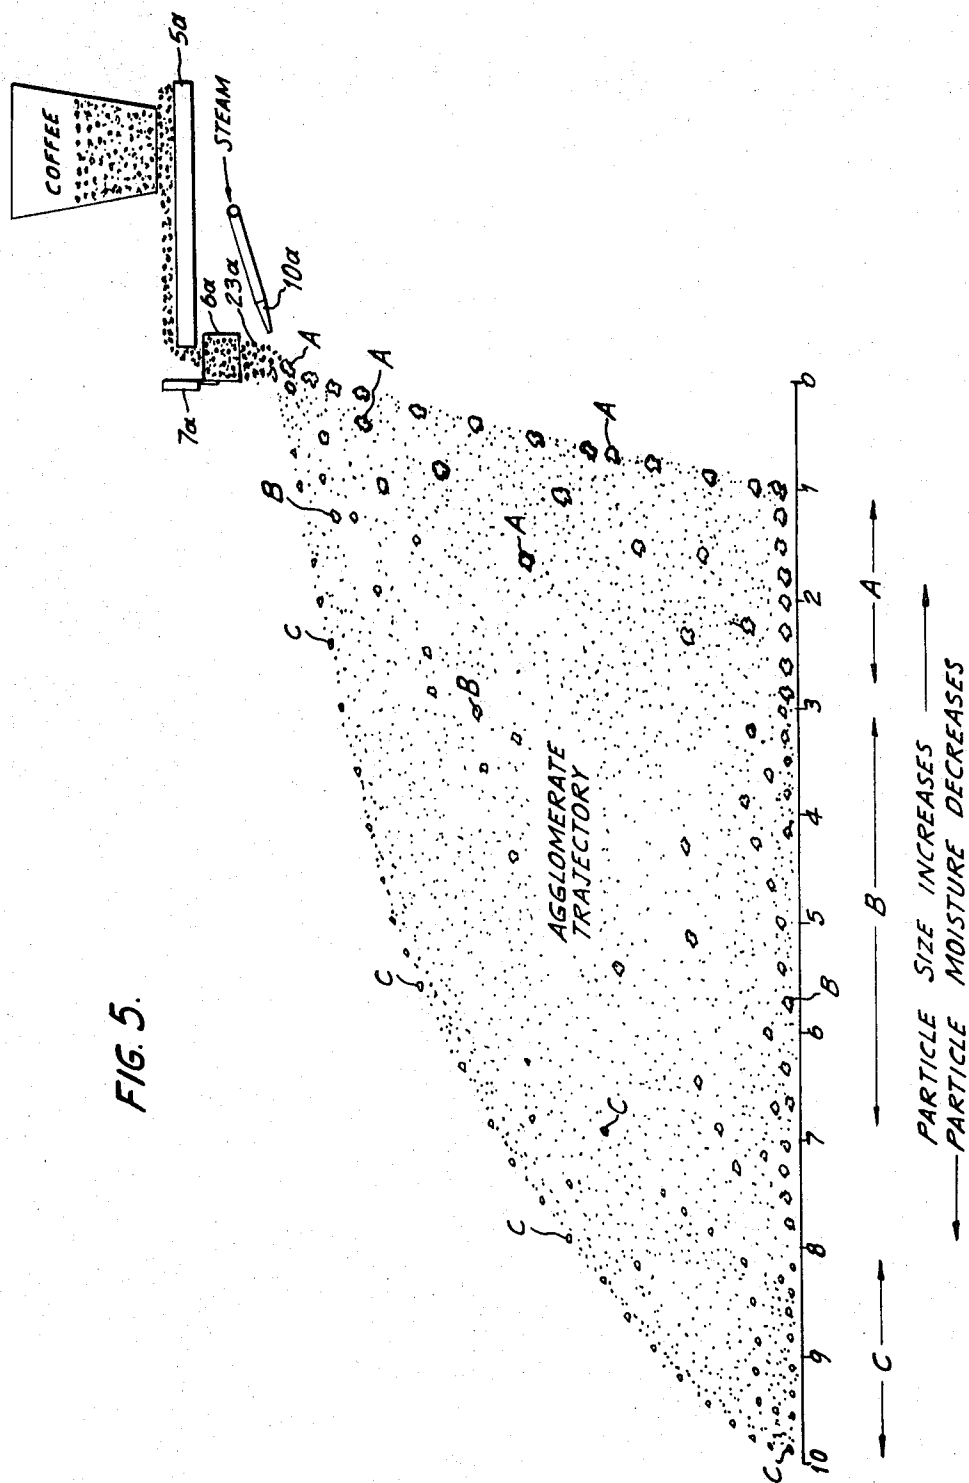 FIG. 5.
COFFEE
5a
STEAM
6a
23a
7a
10a
A
A
A
A
B
B
B
C
C
C
C
C
AGGLOMERATE
TRAJECTORY
10 9 8 7 6 5 4 3 2 1 0
C B A
PARTICLE SIZE INCREASES
PARTICLE MOISTURE DECREASES